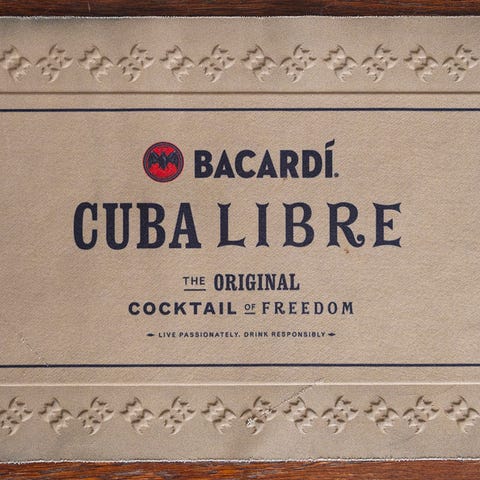 BACARDÍ.
CUBA LIBRE
THE ORIGINAL
COCKTAIL OF FREEDOM
LIVE PASSIONATELY. DRINK RESPONSIBLY